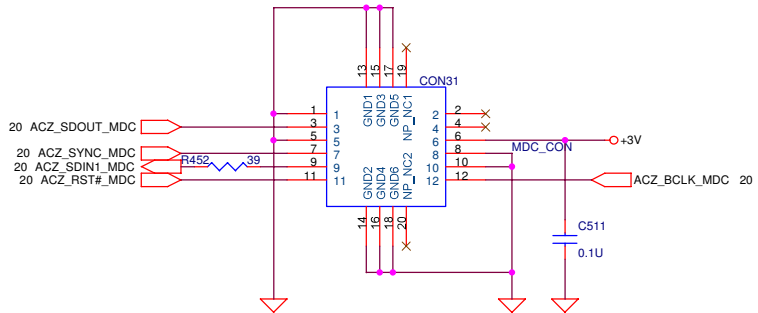 13 15 17 19
CON31
GND1 GND3 GND5 NP_NC1
1 1 2 2
20 ACZ_SDOUT_MDC 3 3 4 4
5 5 6 6 +3V
MDC_CON
20 ACZ_SYNC_MDC 7 7 8 8
20 ACZ_SDIN1_MDC R452 39 9 9 10 10
20 ACZ_RST#_MDC 11 11 12 12 ACZ_BCLK_MDC 20
GND2 GND4 GND6 NP_NC2
14 16 18 20
C511
0.1U